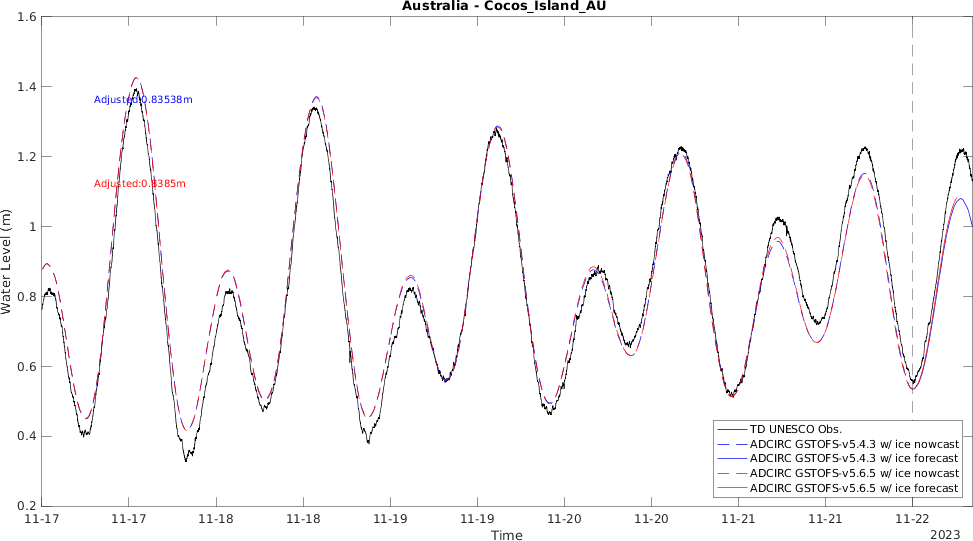 Australia - Cocos_Island_AU
1.6
1.4
1.2
1
0.8
0.6
0.4
0.2
Water Level (m)
Adjusted:0.83538m
Adjusted:0.8385m
TD UNESCO Obs.
ADCIRC GSTOFS-v5.4.3 w/ ice nowcast
ADCIRC GSTOFS-v5.4.3 w/ ice forecast
ADCIRC GSTOFS-v5.6.5 w/ ice nowcast
ADCIRC GSTOFS-v5.6.5 w/ ice forecast
11-17 11-17 11-18 11-18 11-19 11-19 11-20 11-20 11-21 11-21 11-22
Time
2023